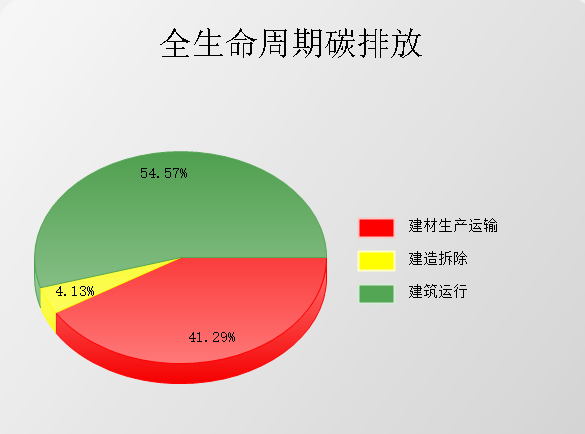 全生命周期碳排放
54.57%
4.13%
41.29%
建材生产运输
建造拆除
建筑运行